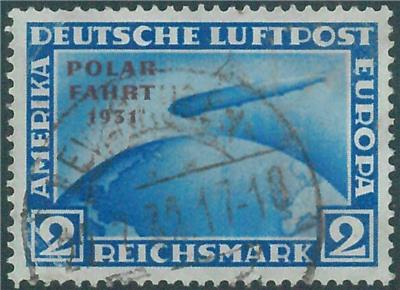 DEUTSCHE LUFTPOST
AMERIKA
EUROPA
POLAR-
FAHRT
1931
2 REICHSMARK 2